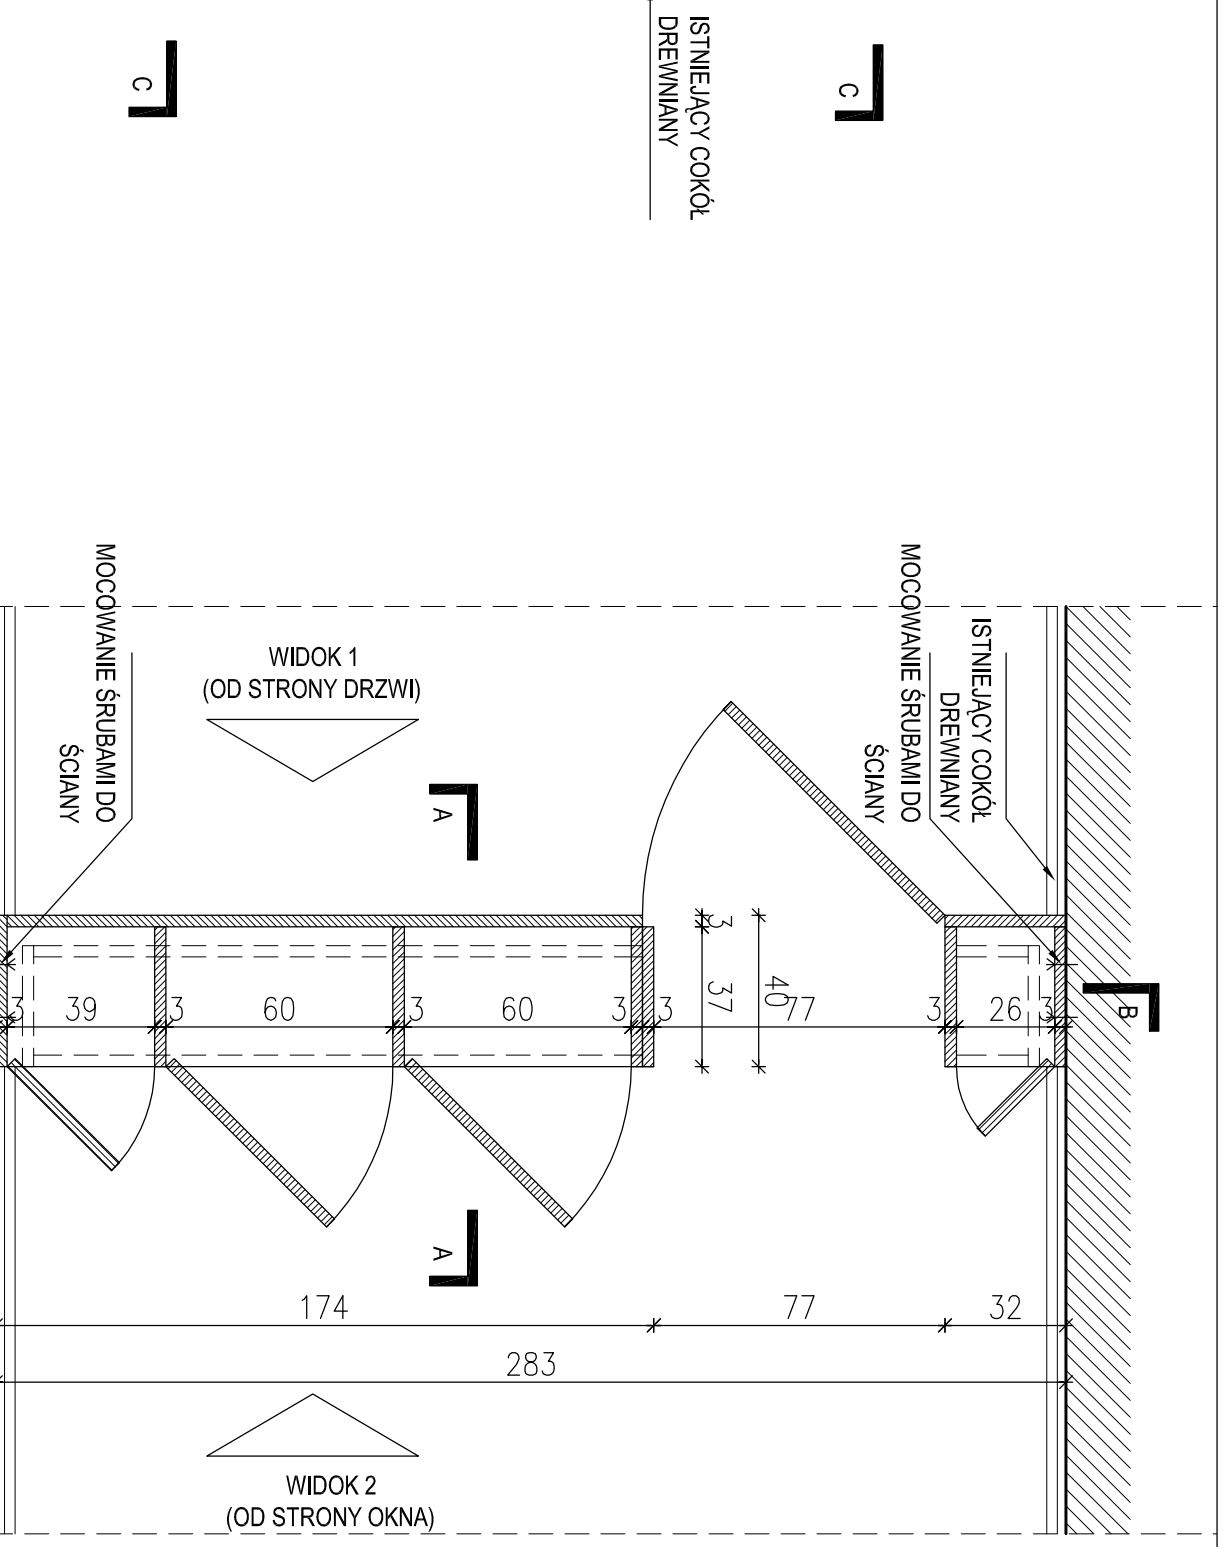 ISTNIEJĄCY COKÓŁ
DREWNIANY
C
C
MOCOWANIE ŚRUBAMI DO
ŚCIANY
WIDOK 1
(OD STRONY DRZWI)
ISTNIEJĄCY COKÓŁ
DREWNIANY
MOCOWANIE ŚRUBAMI DO
ŚCIANY
A
3
37
40
3
39
3
60
3
60
3
3
77
3
26
3
B
A
174
77
32
283
WIDOK 2
(OD STRONY OKNA)